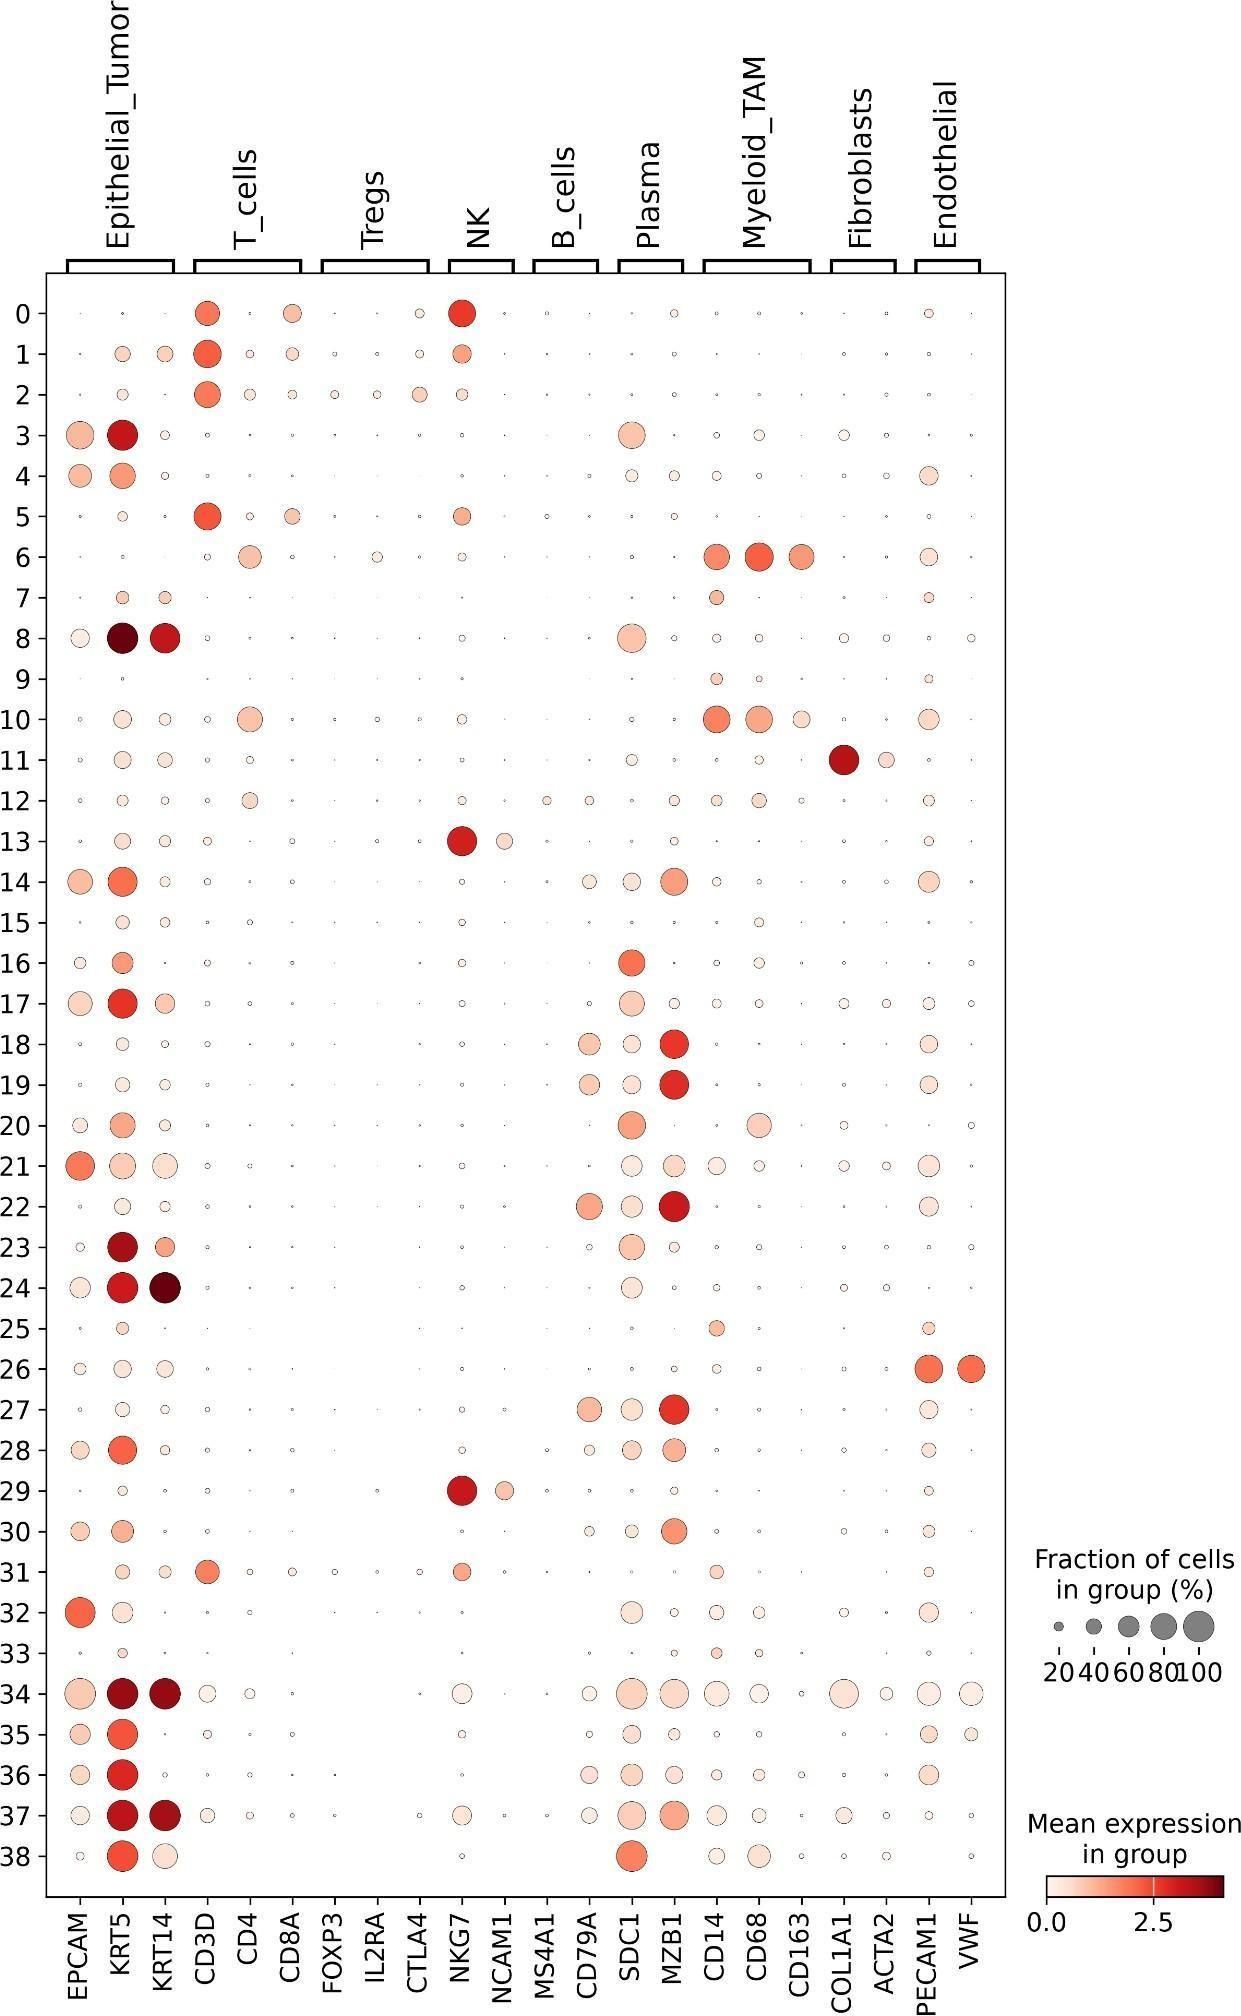 Epithelial_Tumor
T_cells
Tregs
NK
B_cells
Plasma
Myeloid_TAM
Fibroblasts
Endothelial
0
1
2
3
4
5
6
7
8
9
10
11
12
13
14
15
16
17
18
19
20
21
22
23
24
25
26
27
28
29
30
31
32
33
34
35
36
37
38
EPCAM
KRT5
KRT14
CD3D
CD4
CD8A
FOXP3
IL2RA
CTLA4
NKG7
NCAM1
MS4A1
CD79A
SDC1
MZB1
CD14
CD68
CD163
COL1A1
ACTA2
PECAM1
VWF
Fraction of cells
in group (%)
20 40 60 80 100
Mean expression
in group
0.0 2.5